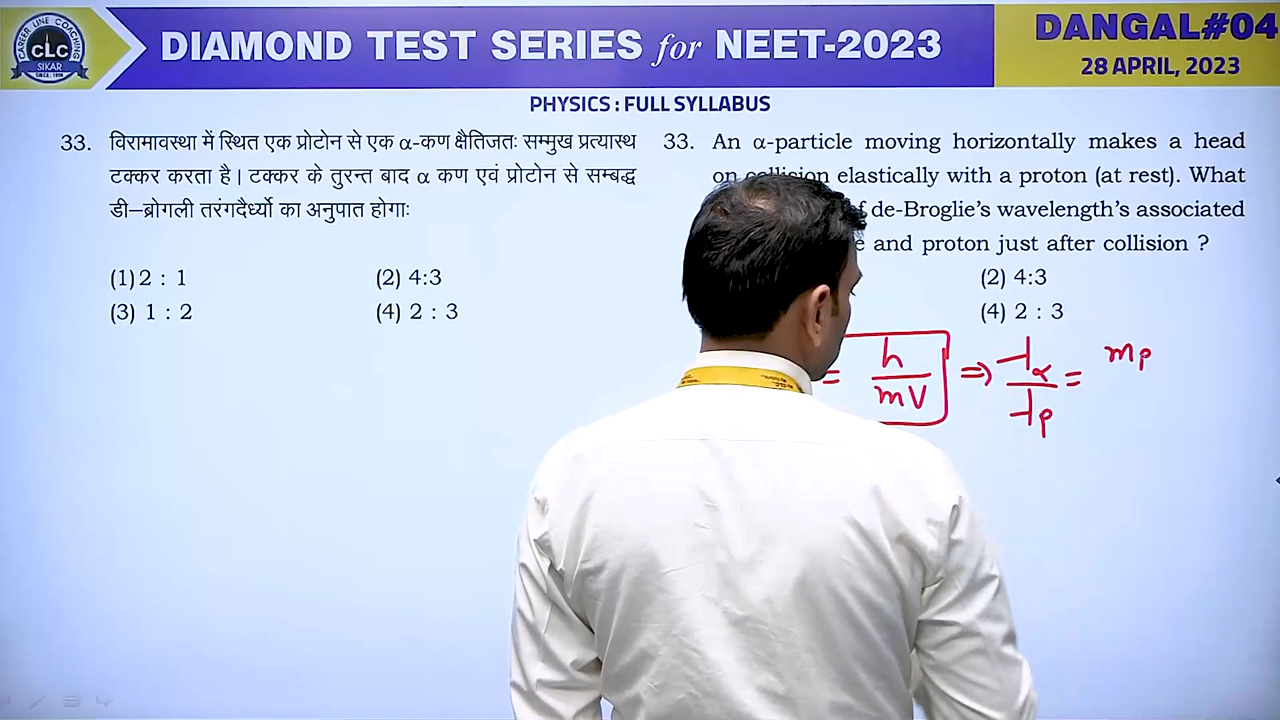 CAREER LINE COACHING
CLC
SIKAR
SINCE : 1996
DIAMOND TEST SERIES for NEET-2023
DANGAL#04
28 APRIL, 2023
PHYSICS : FULL SYLLABUS
33. विरामावस्था में स्थित एक प्रोटोन से एक α-कण क्षैतिजतः सम्मुख प्रत्यास्थ
टक्कर करता है। टक्कर के तुरन्त बाद α कण एवं प्रोटोन से सम्बद्ध
डी–ब्रोगली तरंगदैर्ध्यो का अनुपात होगाः
(1) 2 : 1 (2) 4:3
(3) 1 : 2 (4) 2 : 3
33. An α-particle moving horizontally makes a head
on collision elastically with a proton (at rest). What
de-Broglie's wavelength's associated
and proton just after collision ?
(2) 4:3
(4) 2 : 3
= h/mV ⇒ λα/λp = mp